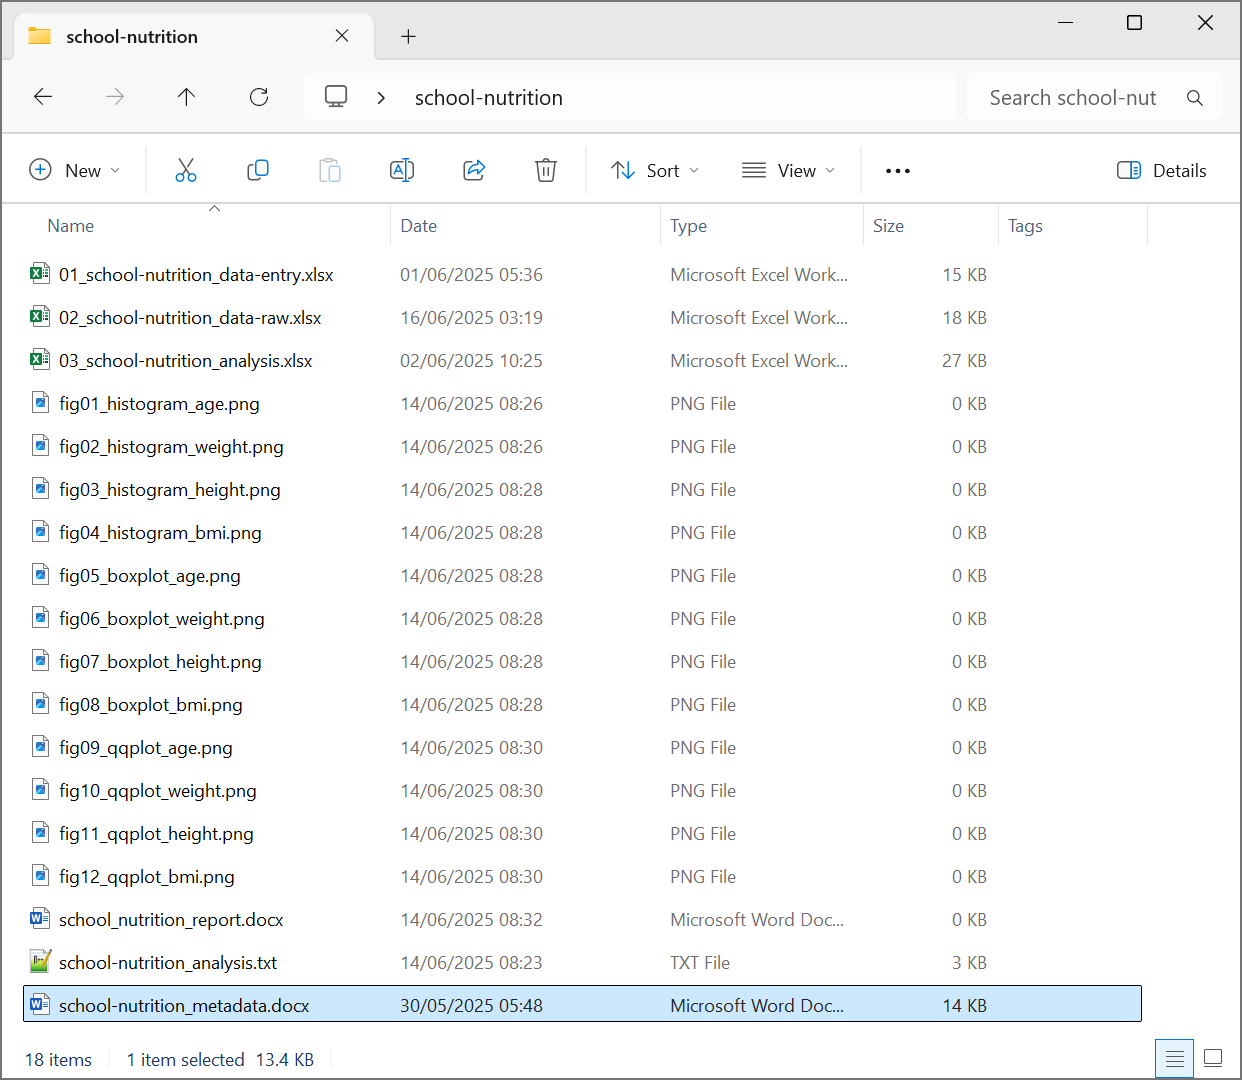 school-nutrition
school-nutrition
Search school-nut
New
Sort
View
Details
Name Date Type Size Tags
01_school-nutrition_data-entry.xlsx 01/06/2025 05:36 Microsoft Excel Work... 15 KB
02_school-nutrition_data-raw.xlsx 16/06/2025 03:19 Microsoft Excel Work... 18 KB
03_school-nutrition_analysis.xlsx 02/06/2025 10:25 Microsoft Excel Work... 27 KB
fig01_histogram_age.png 14/06/2025 08:26 PNG File 0 KB
fig02_histogram_weight.png 14/06/2025 08:26 PNG File 0 KB
fig03_histogram_height.png 14/06/2025 08:28 PNG File 0 KB
fig04_histogram_bmi.png 14/06/2025 08:28 PNG File 0 KB
fig05_boxplot_age.png 14/06/2025 08:28 PNG File 0 KB
fig06_boxplot_weight.png 14/06/2025 08:28 PNG File 0 KB
fig07_boxplot_height.png 14/06/2025 08:28 PNG File 0 KB
fig08_boxplot_bmi.png 14/06/2025 08:28 PNG File 0 KB
fig09_qqplot_age.png 14/06/2025 08:30 PNG File 0 KB
fig10_qqplot_weight.png 14/06/2025 08:30 PNG File 0 KB
fig11_qqplot_height.png 14/06/2025 08:30 PNG File 0 KB
fig12_qqplot_bmi.png 14/06/2025 08:30 PNG File 0 KB
school_nutrition_report.docx 14/06/2025 08:32 Microsoft Word Doc... 0 KB
school-nutrition_analysis.txt 14/06/2025 08:23 TXT File 3 KB
school-nutrition_metadata.docx 30/05/2025 05:48 Microsoft Word Doc... 14 KB
18 items 1 item selected 13.4 KB